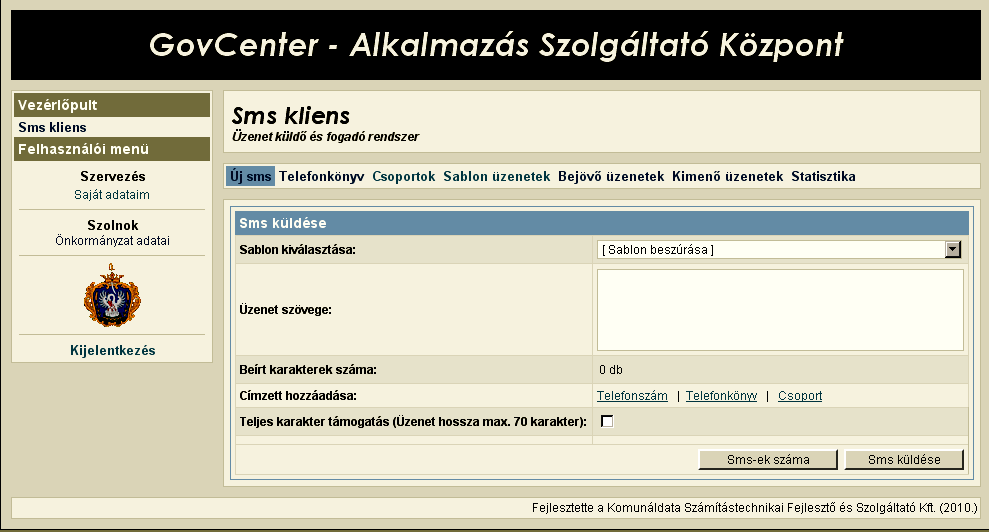 GovCenter - Alkalmazás Szolgáltató Központ
Vezérlőpult
Sms kliens
Felhasználói menü
Szervezés
Saját adataim
Szolnok
Önkormányzat adatai
Kijelentkezés
Sms kliens
Üzenet küldő és fogadó rendszer
Új sms Telefonkönyv Csoportok Sablon üzenetek Bejövő üzenetek Kimenő üzenetek Statisztika
Sms küldése
Sablon kiválasztása: [ Sablon beszúrása ]
Üzenet szövege:
Beírt karakterek száma: 0 db
Címzett hozzáadása: Telefonszám | Telefonkönyv | Csoport
Teljes karakter támogatás (Üzenet hossza max. 70 karakter):
Sms-ek száma Sms küldése
Fejlesztette a Komunáldata Számítástechnikai Fejlesztő és Szolgáltató Kft. (2010.)